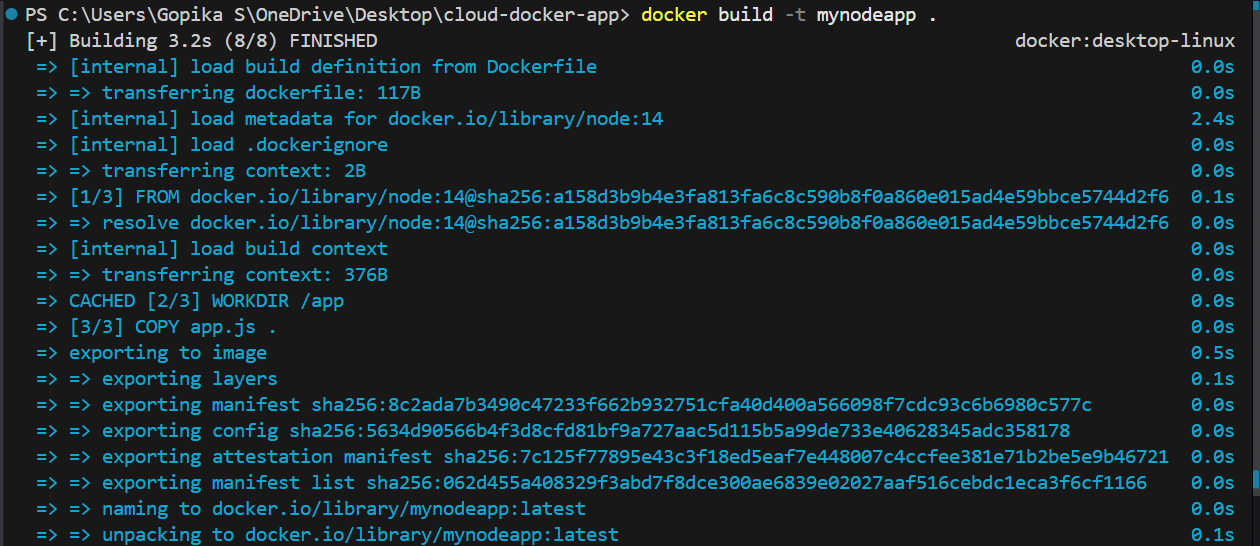 PS C:\Users\Gopika S\OneDrive\Desktop\cloud-docker-app> docker build -t mynodeapp .
[+] Building 3.2s (8/8) FINISHED docker:desktop-linux
=> [internal] load build definition from Dockerfile 0.0s
=> => transferring dockerfile: 117B 0.0s
=> [internal] load metadata for docker.io/library/node:14 2.4s
=> [internal] load .dockerignore 0.0s
=> => transferring context: 2B 0.0s
=> [1/3] FROM docker.io/library/node:14@sha256:a158d3b9b4e3fa813fa6c8c590b8f0a860e015ad4e59bbce5744d2f6 0.1s
=> => resolve docker.io/library/node:14@sha256:a158d3b9b4e3fa813fa6c8c590b8f0a860e015ad4e59bbce5744d2f6 0.0s
=> [internal] load build context 0.0s
=> => transferring context: 376B 0.0s
=> CACHED [2/3] WORKDIR /app 0.0s
=> [3/3] COPY app.js . 0.0s
=> exporting to image 0.5s
=> => exporting layers 0.1s
=> => exporting manifest sha256:8c2ada7b3490c47233f662b932751cfa40d400a566098f7cdc93c6b6980c577c 0.0s
=> => exporting config sha256:5634d90566b4f3d8cfd81bf9a727aac5d115b5a99de733e40628345adc358178 0.0s
=> => exporting attestation manifest sha256:7c125f77895e43c3f18ed5eaf7e448007c4ccfee381e71b2be5e9b46721 0.0s
=> => exporting manifest list sha256:062d455a408329f3abd7f8dce300ae6839e02027aaf516cebdc1eca3f6cf1166 0.0s
=> => naming to docker.io/library/mynodeapp:latest 0.0s
=> => unpacking to docker.io/library/mynodeapp:latest 0.1s